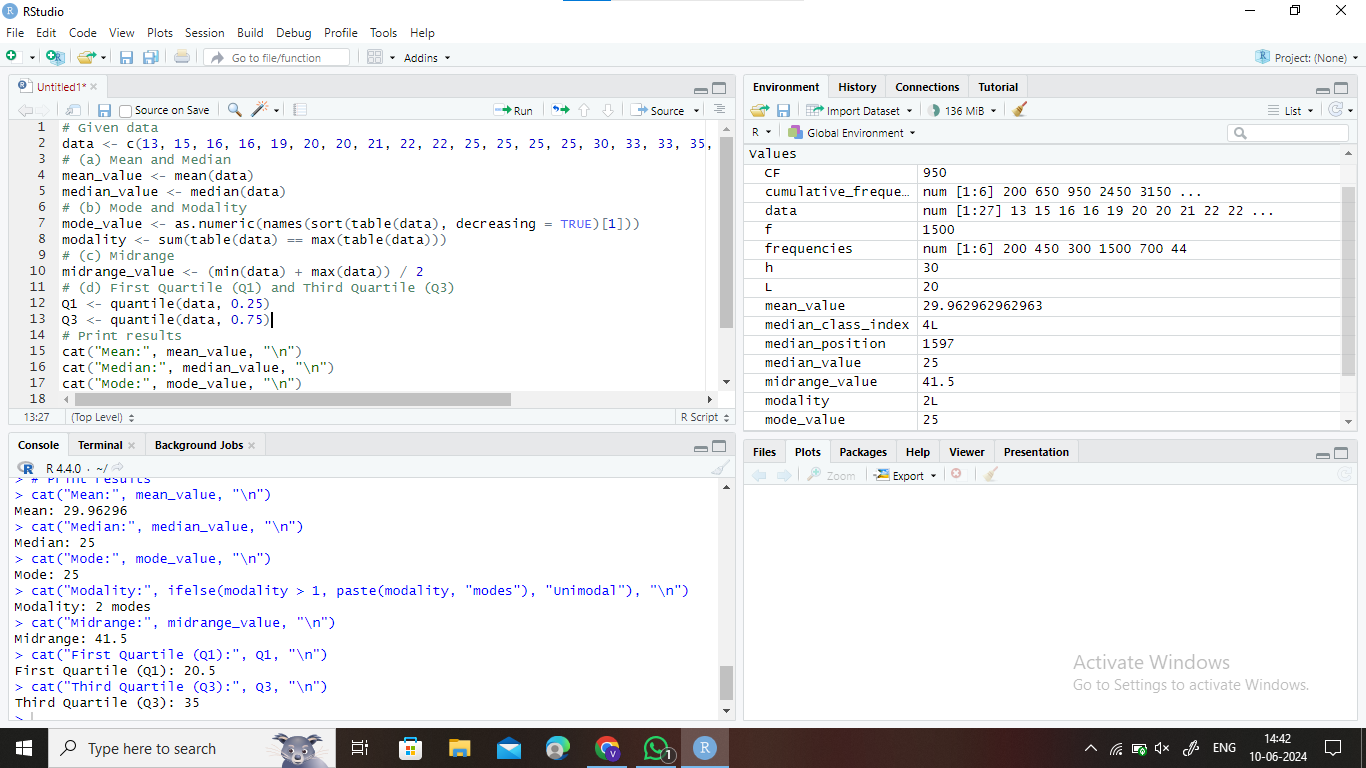 RStudio
File Edit Code View Plots Session Build Debug Profile Tools Help
Go to file/function Addins Project: (None)
Untitled1*
Source on Save Run Source
1 # Given data
2 data <- c(13, 15, 16, 16, 19, 20, 20, 21, 22, 22, 25, 25, 25, 25, 30, 33, 33, 35,
3 # (a) Mean and Median
4 mean_value <- mean(data)
5 median_value <- median(data)
6 # (b) Mode and Modality
7 mode_value <- as.numeric(names(sort(table(data), decreasing = TRUE)[1]))
8 modality <- sum(table(data) == max(table(data)))
9 # (c) Midrange
10 midrange_value <- (min(data) + max(data)) / 2
11 # (d) First Quartile (Q1) and Third Quartile (Q3)
12 Q1 <- quantile(data, 0.25)
13 Q3 <- quantile(data, 0.75)
14 # Print results
15 cat("Mean:", mean_value, "\n")
16 cat("Median:", median_value, "\n")
17 cat("Mode:", mode_value, "\n")
18
13:27 (Top Level) R Script
Console Terminal Background Jobs
R 4.4.0 · ~/
> # Print results
> cat("Mean:", mean_value, "\n")
Mean: 29.96296
> cat("Median:", median_value, "\n")
Median: 25
> cat("Mode:", mode_value, "\n")
Mode: 25
> cat("Modality:", ifelse(modality > 1, paste(modality, "modes"), "Unimodal"), "\n")
Modality: 2 modes
> cat("Midrange:", midrange_value, "\n")
Midrange: 41.5
> cat("First Quartile (Q1):", Q1, "\n")
First Quartile (Q1): 20.5
> cat("Third Quartile (Q3):", Q3, "\n")
Third Quartile (Q3): 35
>
Environment History Connections Tutorial
Import Dataset 136 MiB List
R Global Environment
Values
CF 950
cumulative_freque… num [1:6] 200 650 950 2450 3150 ...
data num [1:27] 13 15 16 16 19 20 20 21 22 22 ...
f 1500
frequencies num [1:6] 200 450 300 1500 700 44
h 30
L 20
mean_value 29.962962962963
median_class_index 4L
median_position 1597
median_value 25
midrange_value 41.5
modality 2L
mode_value 25
Files Plots Packages Help Viewer Presentation
Zoom Export
Activate Windows
Go to Settings to activate Windows.
Type here to search
V
1
R
ENG
14:42
10-06-2024